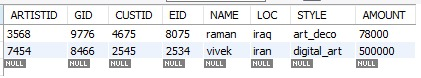 ARTISTID GID CUSTID EID NAME LOC STYLE AMOUNT
3568 9776 4675 8075 raman iraq art_deco 78000
7454 8466 2545 2534 vivek iran digital_art 500000
NULL NULL NULL NULL NULL NULL NULL NULL